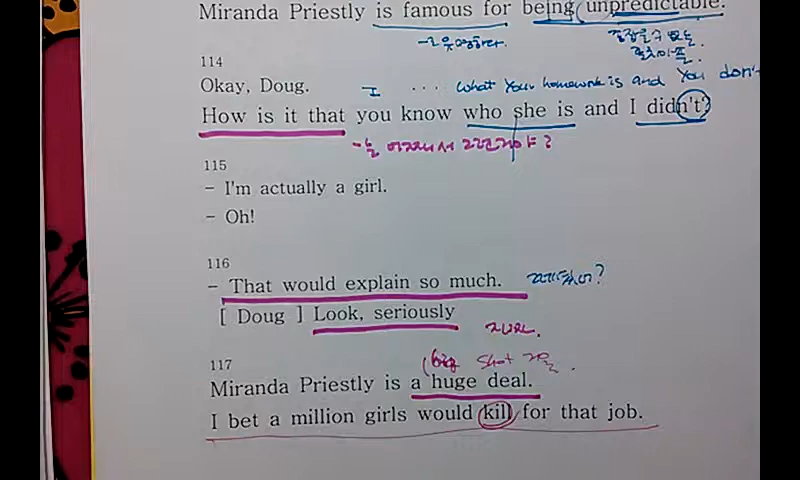 Miranda Priestly is famous for being unpredictable.
114
Okay, Doug.
I ... what your homework is and you don't
How is it that you know who she is and I didn't?
115
- I'm actually a girl.
- Oh!
116
- That would explain so much.
[ Doug ] Look, seriously
117
(big shot
Miranda Priestly is a huge deal.
I bet a million girls would kill for that job.